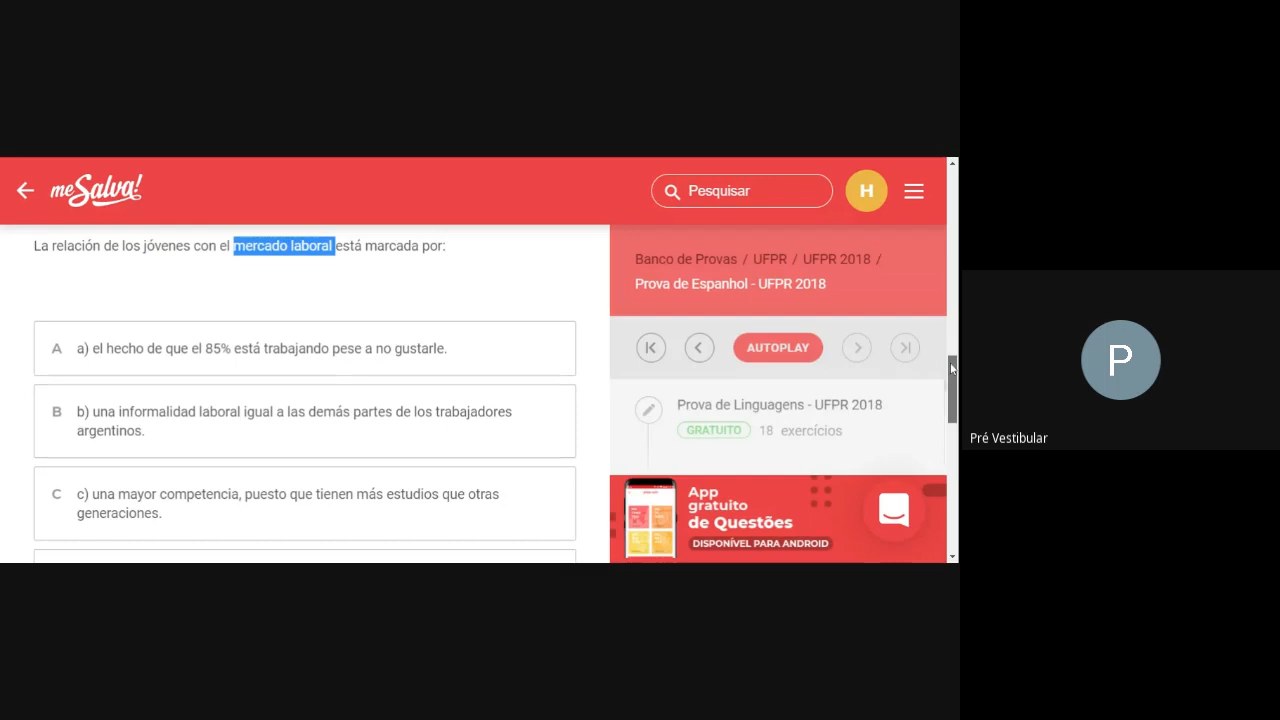 me Salva!
Pesquisar
H
La relación de los jóvenes con el mercado laboral está marcada por:
A a) el hecho de que el 85% está trabajando pese a no gustarle.
B b) una informalidad laboral igual a las demás partes de los trabajadores
argentinos.
C c) una mayor competencia, puesto que tienen más estudios que otras
generaciones.
Banco de Provas / UFPR / UFPR 2018 /
Prova de Espanhol - UFPR 2018
AUTOPLAY
Prova de Linguagens - UFPR 2018
GRATUITO 18 exercícios
App
gratuito
de Questões
DISPONÍVEL PARA ANDROID
P
Pré Vestibular